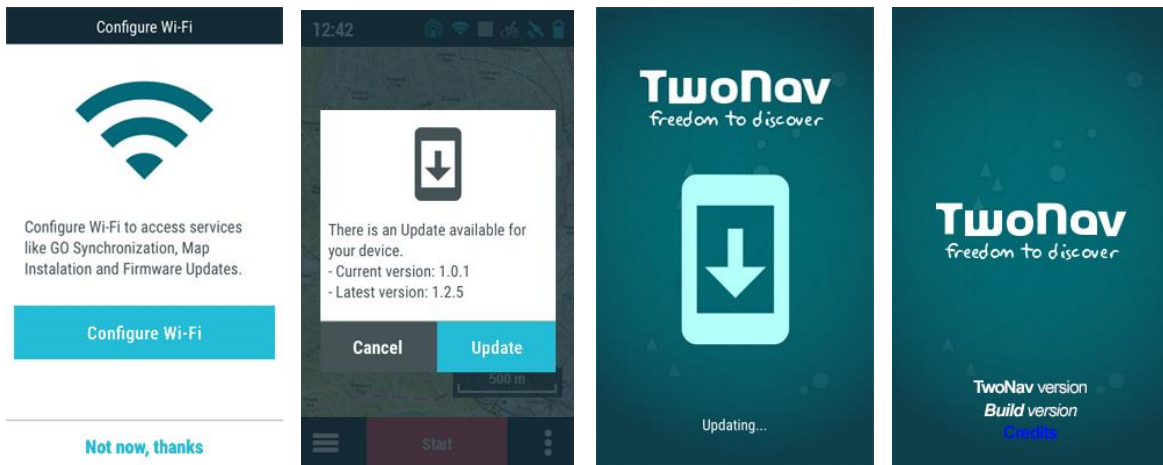 Configure Wi-Fi
Configure Wi-Fi to access services
like GO Synchronization, Map
Instalation and Firmware Updates.
Configure Wi-Fi
Not now, thanks
12:42
There is an Update available for
your device.
- Current version: 1.0.1
- Latest version: 1.2.5
Cancel Update
500 m
Start
TwoNav
freedom to discover
Updating...
TwoNav
freedom to discover
TwoNav version
Build version
Credits